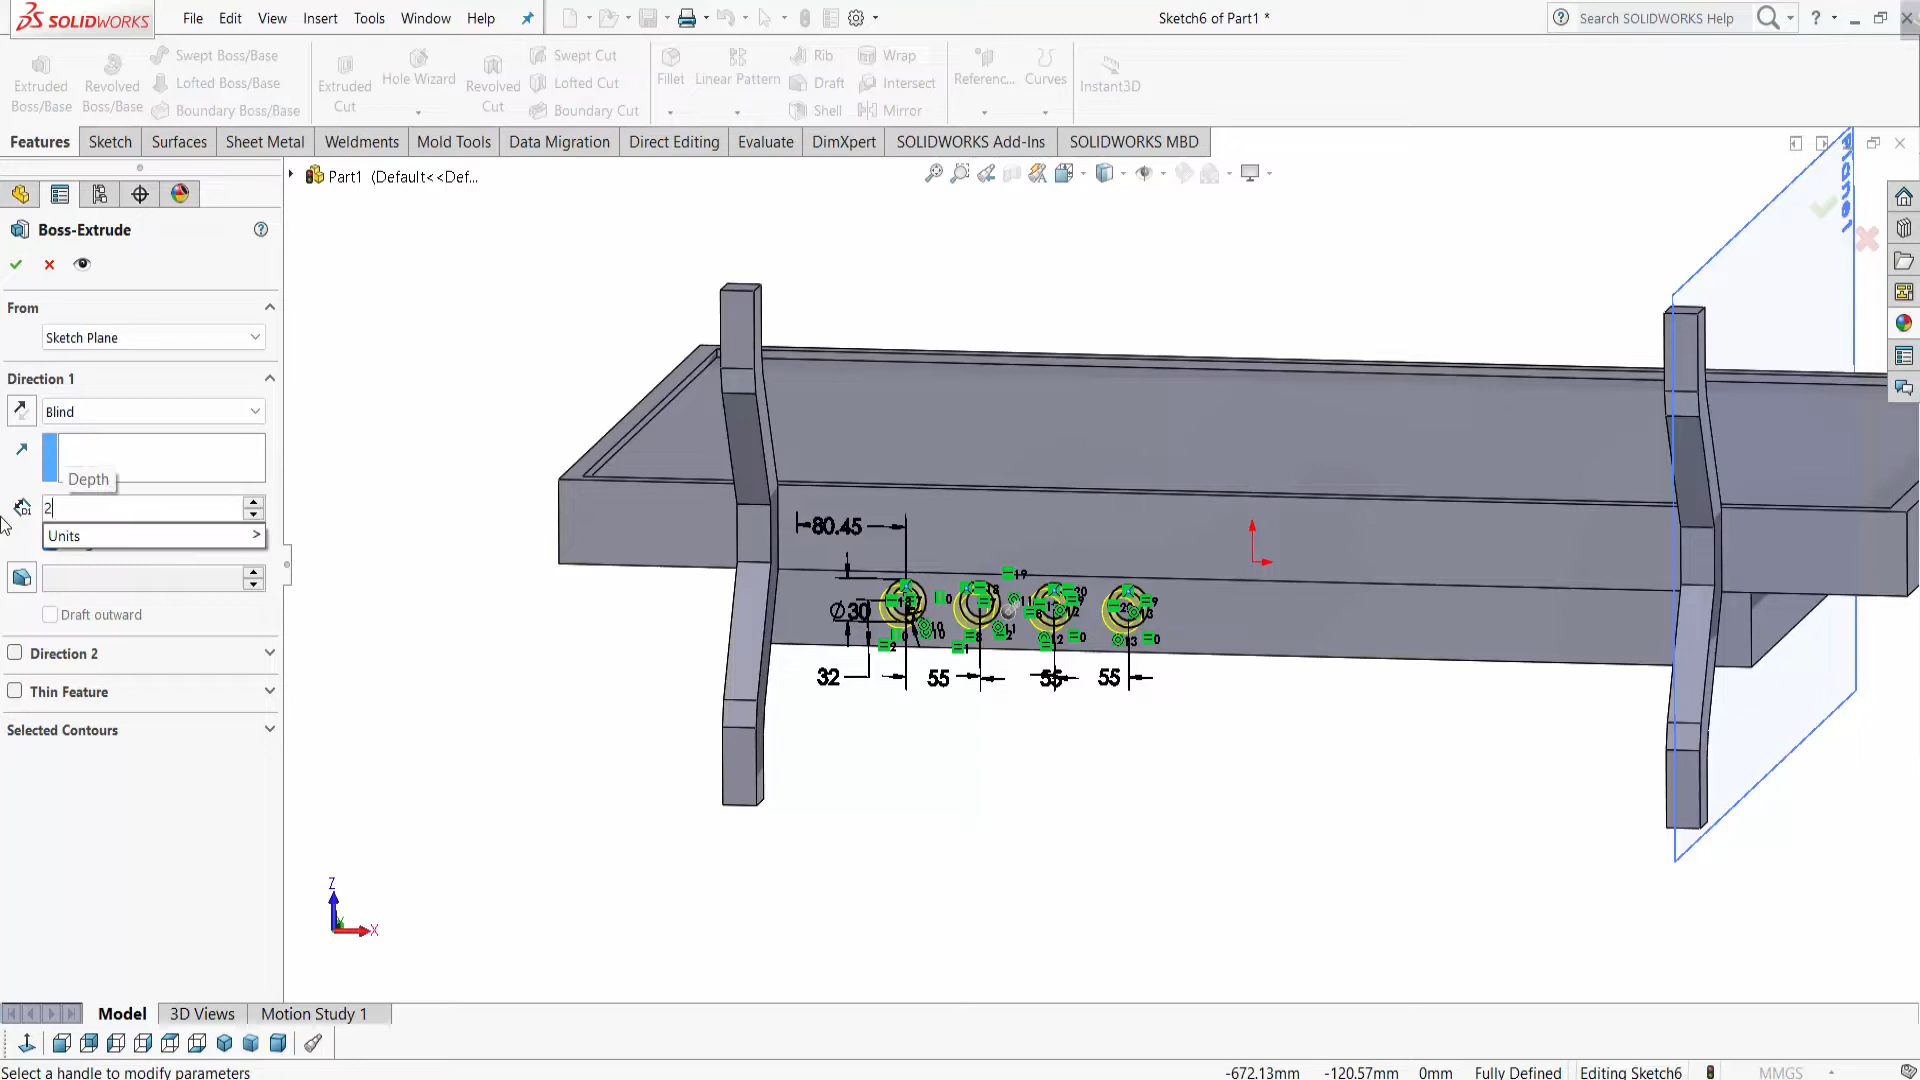 SOLIDWORKS File Edit View Insert Tools Window Help Sketch6 of Part1 * Search SOLIDWORKS Help ?
Extruded Boss/Base
Revolved Boss/Base
Swept Boss/Base
Lofted Boss/Base
Boundary Boss/Base
Extruded Cut
Hole Wizard
Revolved Cut
Swept Cut
Lofted Cut
Boundary Cut
Fillet
Linear Pattern
Rib
Draft
Shell
Wrap
Intersect
Mirror
Referenc...
Curves
Instant3D
Features Sketch Surfaces Sheet Metal Weldments Mold Tools Data Migration Direct Editing Evaluate DimXpert SOLIDWORKS Add-Ins SOLIDWORKS MBD
Part1 (Default<<Def...
Plane1
Boss-Extrude
From
Sketch Plane
Direction 1
Blind
Depth
2
Units >
Draft outward
Direction 2
Thin Feature
Selected Contours
80.45
Ø30
32
55
55
55
Z
X
Model 3D Views Motion Study 1
Select a handle to modify parameters
-672.13mm -120.57mm 0mm Fully Defined Editing Sketch6 MMGS